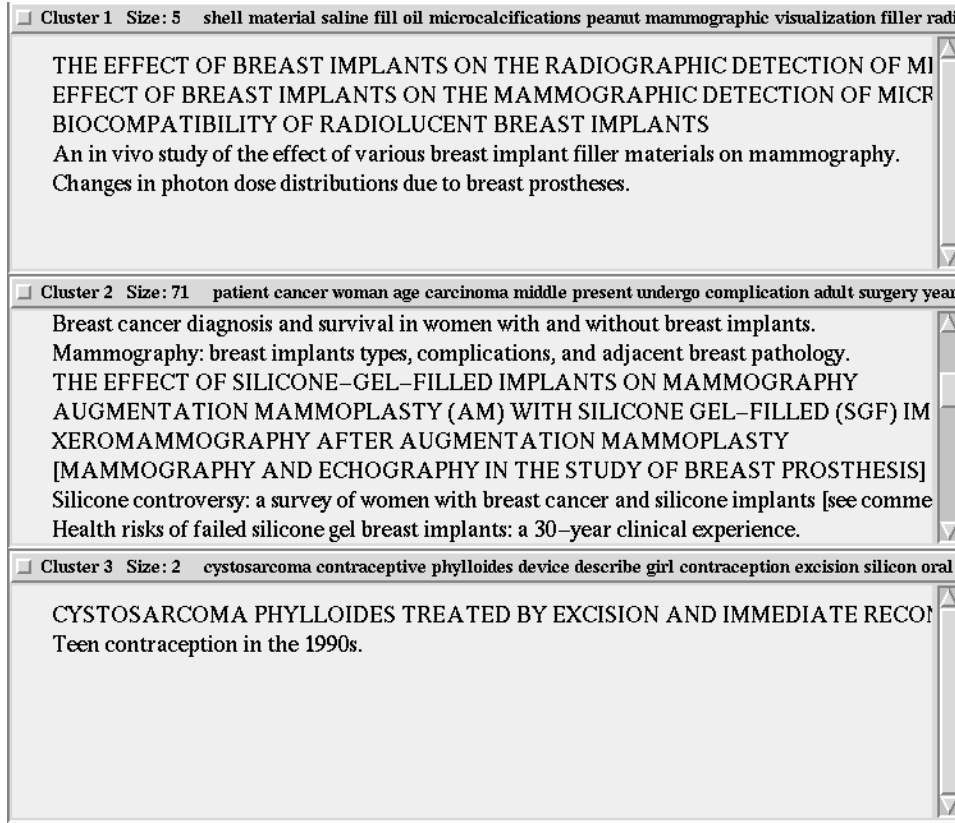 Cluster 1 Size: 5 shell material saline fill oil microcalcifications peanut mammographic visualization filler radi
THE EFFECT OF BREAST IMPLANTS ON THE RADIOGRAPHIC DETECTION OF MI
EFFECT OF BREAST IMPLANTS ON THE MAMMOGRAPHIC DETECTION OF MICR
BIOCOMPATIBILITY OF RADIOLUCENT BREAST IMPLANTS
An in vivo study of the effect of various breast implant filler materials on mammography.
Changes in photon dose distributions due to breast prostheses.
Cluster 2 Size: 71 patient cancer woman age carcinoma middle present undergo complication adult surgery year
Breast cancer diagnosis and survival in women with and without breast implants.
Mammography: breast implants types, complications, and adjacent breast pathology.
THE EFFECT OF SILICONE-GEL-FILLED IMPLANTS ON MAMMOGRAPHY
AUGMENTATION MAMMOPLASTY (AM) WITH SILICONE GEL-FILLED (SGF) IM
XEROMAMMOGRAPHY AFTER AUGMENTATION MAMMOPLASTY
[MAMMOGRAPHY AND ECHOGRAPHY IN THE STUDY OF BREAST PROSTHESIS]
Silicone controversy: a survey of women with breast cancer and silicone implants [see comme
Health risks of failed silicone gel breast implants: a 30-year clinical experience.
Cluster 3 Size: 2 cystosarcoma contraceptive phylloides device describe girl contraception excision silicon oral
CYSTOSARCOMA PHYLLOIDES TREATED BY EXCISION AND IMMEDIATE RECON
Teen contraception in the 1990s.